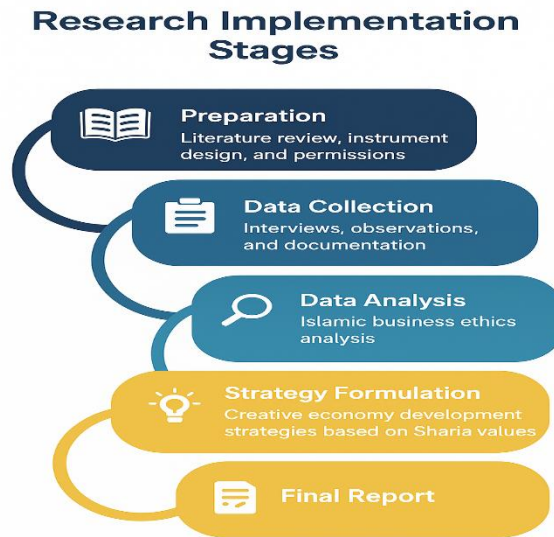 Research Implementation
Stages
Preparation
Literature review, instrument
design, and permissions
Data Collection
Interviews, observations,
and documentation
Data Analysis
Islamic business ethics
analysis
Strategy Formulation
Creative economy development
strategies based on Sharia values
Final Report